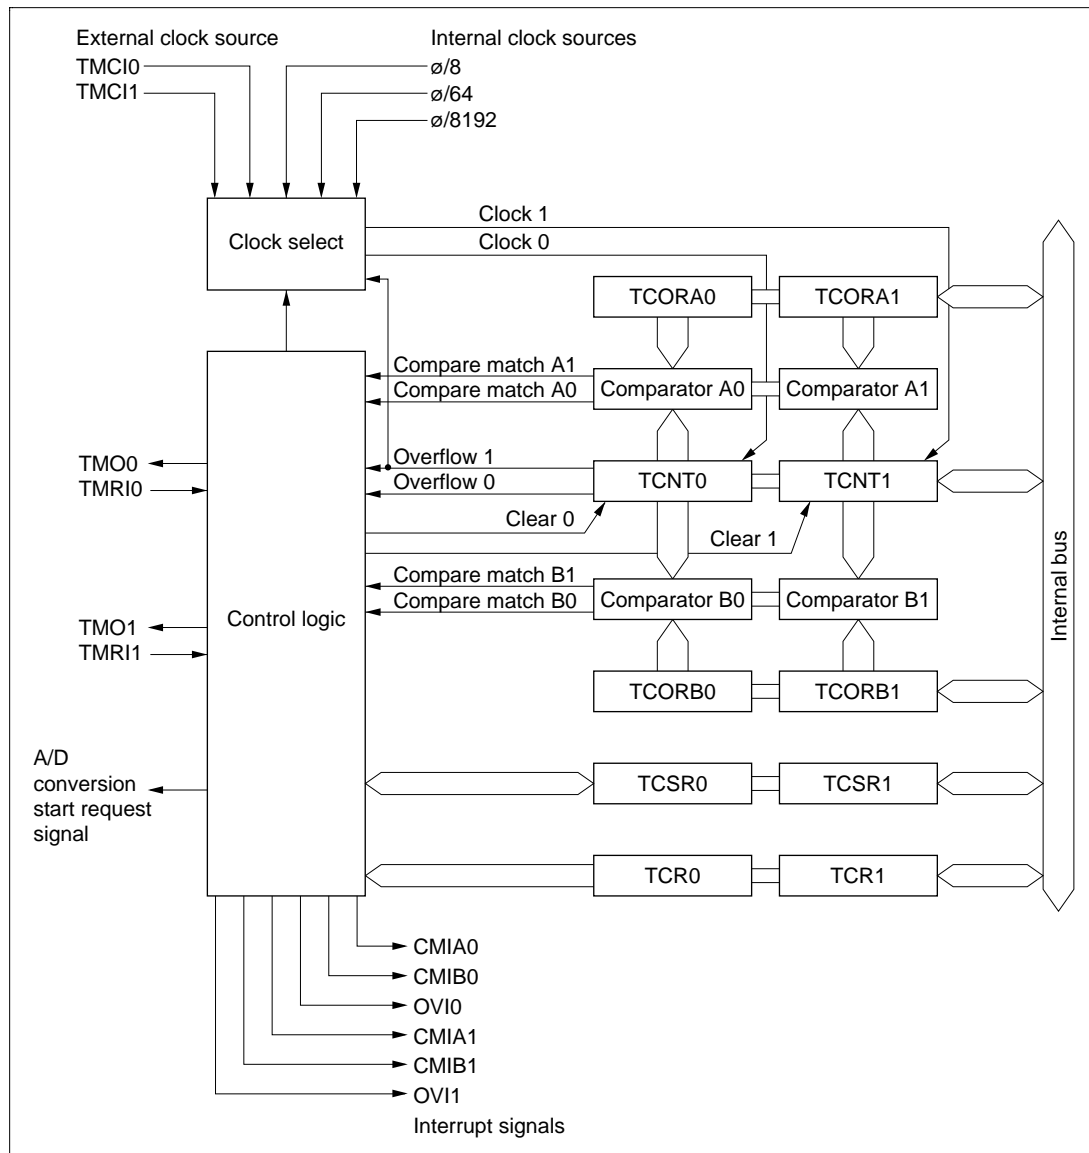 External clock source
Internal clock sources
TMCI0
ø/8
TMCI1
ø/64
ø/8192
Clock 1
Clock select
Clock 0
TCORA0
TCORA1
Compare match A1
Compare match A0
Comparator A0
Comparator A1
TMO0
Overflow 1
TCNT0
TCNT1
TMRI0
Overflow 0
Clear 0
Clear 1
Internal bus
Compare match B1
Compare match B0
Comparator B0
Comparator B1
Control logic
TMO1
TMRI1
TCORB0
TCORB1
A/D
conversion
start request
signal
TCSR0
TCSR1
TCR0
TCR1
CMIA0
CMIB0
OVI0
CMIA1
CMIB1
OVI1
Interrupt signals